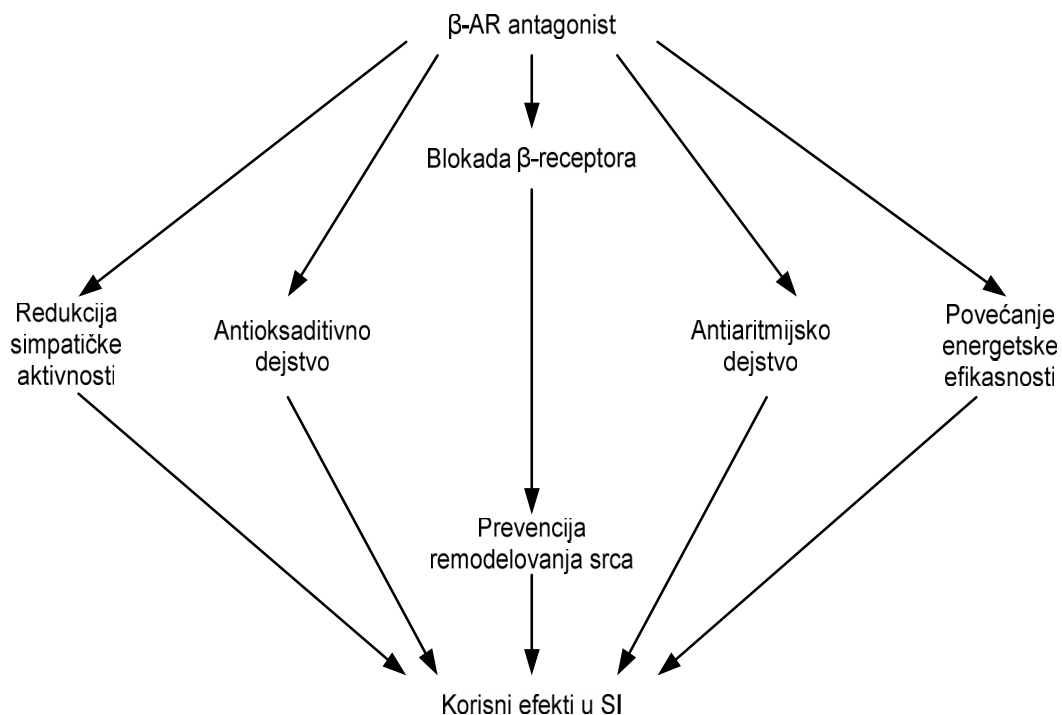 β-AR antagonist
Blokada β-receptora
Redukcija
simpatičke
aktivnosti
Antioksaditivno
dejstvo
Antiaritmijsko
dejstvo
Povećanje
energetske
efikasnosti
Prevencija
remodelovanja srca
Korisni efekti u SI